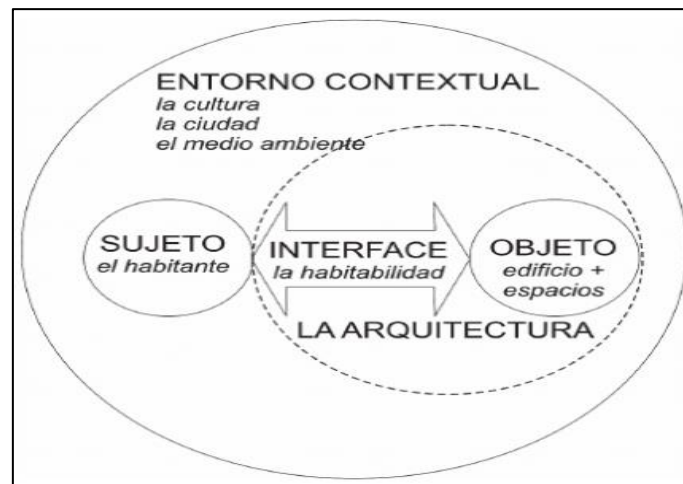 ENTORNO CONTEXTUAL
la cultura
la ciudad
el medio ambiente
SUJETO
el habitante
INTERFACE
la habitabilidad
OBJETO
edificio +
espacios
LA ARQUITECTURA